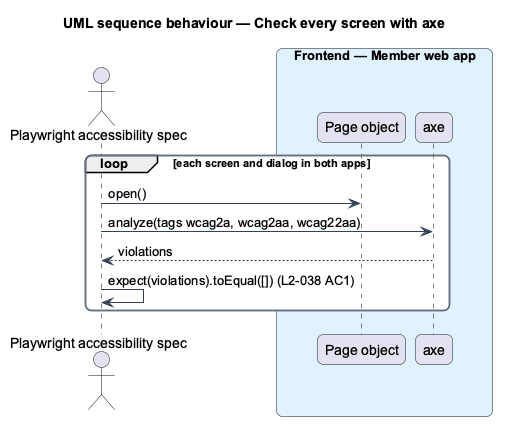 UML sequence behaviour — Check every screen with axe
Frontend — Member web app
Playwright accessibility spec
Page object
axe
loop
[each screen and dialog in both apps]
open()
analyze(tags wcag2a, wcag2aa, wcag22aa)
violations
expect(violations).toEqual([]) (L2-038 AC1)
Playwright accessibility spec
Page object
axe